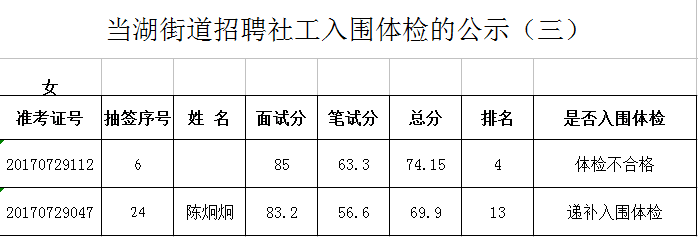 当湖街道招聘社工入围体检的公示（三）
女
准考证号 抽签序号 姓 名 面试分 笔试分 总分 排名 是否入围体检
20170729112 6 85 63.3 74.15 4 体检不合格
20170729047 24 陈炯炯 83.2 56.6 69.9 13 递补入围体检